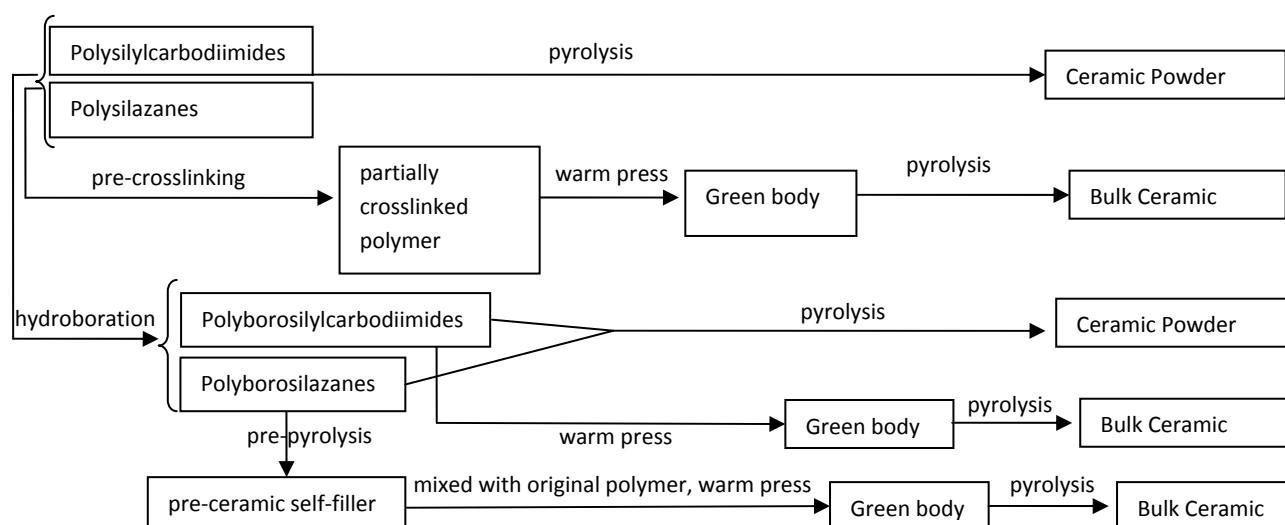 Polysilylcarbodiimides
pyrolysis
Ceramic Powder
Polysilazanes
pre-crosslinking
partially
crosslinked
polymer
warm press
Green body
pyrolysis
Bulk Ceramic
hydroboration
Polyborosilylcarbodiimides
pyrolysis
Ceramic Powder
Polyborosilazanes
pre-pyrolysis
warm press
Green body
pyrolysis
Bulk Ceramic
pre-ceramic self-filler
mixed with original polymer, warm press
Green body
pyrolysis
Bulk Ceramic